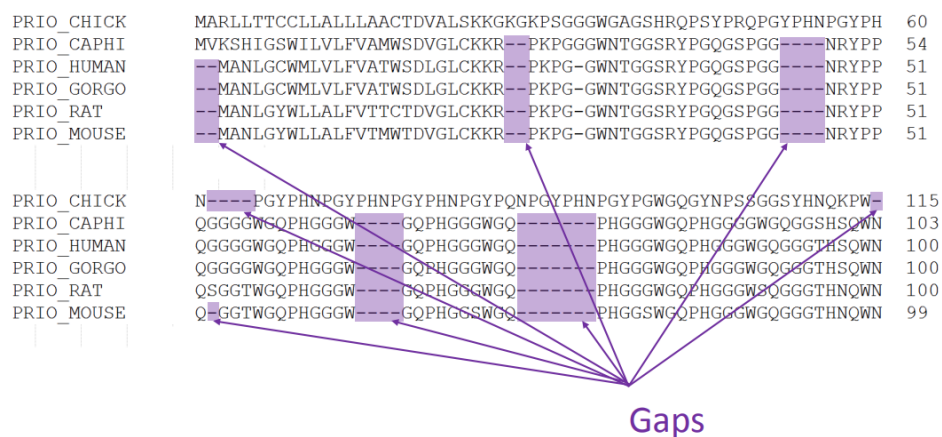 PRIO_CHICK MARLLTTCCLLALLLAACTDVALSKKGKGKPSGGGWGAGSHRQPSYPRQPGYPHNPGYPH 60
PRIO_CAPHI MVKSHIGSWILVLFVAMWSDVGLCKKR--PKPGGGWNTGGSRYPGQGSPGG----NRYPP 54
PRIO_HUMAN --MANLGCWMLVLFVATWSDLGLCKKR--PKPG-GWNTGGSRYPGQGSPGG----NRYPP 51
PRIO_GORGO --MANLGCWMLVLFVATWSDLGLCKKR--PKPG-GWNTGGSRYPGQGSPGG----NRYPP 51
PRIO_RAT --MANLGYWLLALFVTTCTDVGLCKKR--PKPG-GWNTGGSRYPGQGSPGG----NRYPP 51
PRIO_MOUSE --MANLGYWLLALFVTMWTDVGLCKKR--PKPG-GWNTGGSRYPGQGSPGG----NRYPP 51
PRIO_CHICK N----PGYPHNPGYPHNPGYPHNPGYPQNPGYPHNPGYPGWGQGYNPSSGGSYHNQKPW- 115
PRIO_CAPHI QGGGGWGQPHGGGW----GQPHGGGWGQ-------PHGGGWGQPHGGGGWGQGGSHSQWN 103
PRIO_HUMAN QGGGGWGQPHGGGW----GQPHGGGWGQ-------PHGGGWGQPHGGGWGQGGGTHSQWN 100
PRIO_GORGO QGGGGWGQPHGGGW----GQPHGGGWGQ-------PHGGGWGQPHGGGWGQGGGTHSQWN 100
PRIO_RAT QSGGTWGQPHGGGW----GQPHGGGWGQ-------PHGGGWGQPHGGGWSQGGGTHNQWN 100
PRIO_MOUSE Q-GGTWGQPHGGGW----GQPHGGSWGQ-------PHGGSWGQPHGGGWGQGGGTHNQWN 99
Gaps